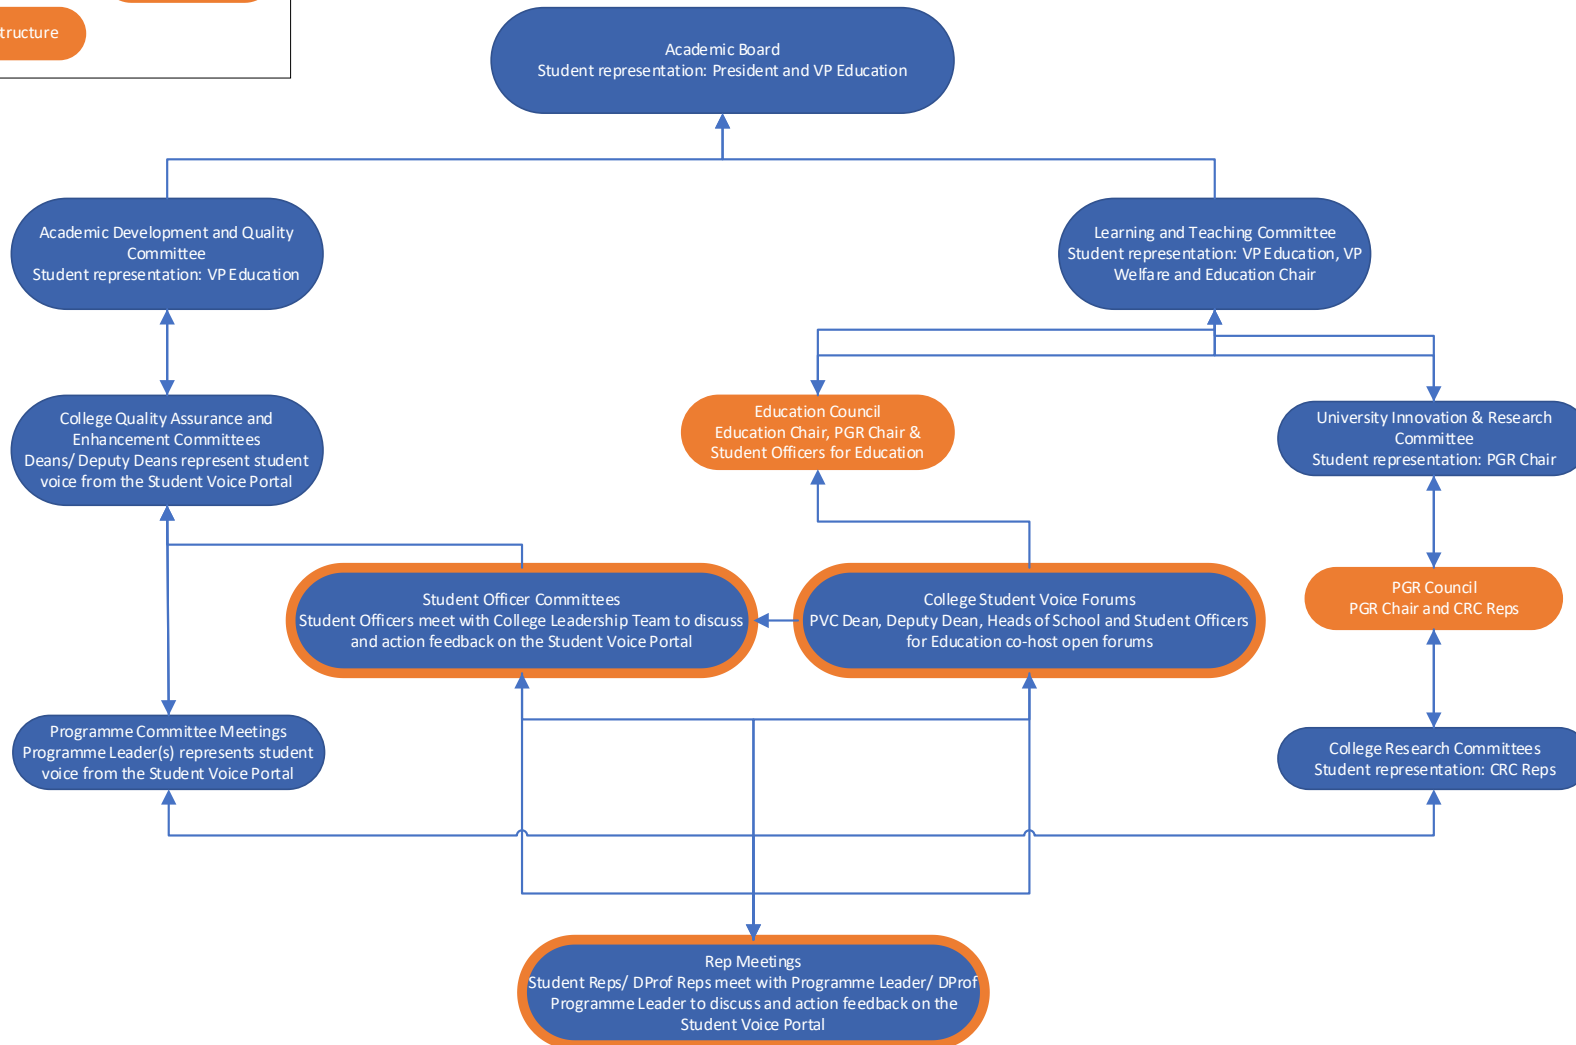 tructure
Academic Board
Student representation: President and VP Education
Academic Development and Quality
Committee
Student representation: VP Education
Learning and Teaching Committee
Student representation: VP Education, VP
Welfare and Education Chair
College Quality Assurance and
Enhancement Committees
Deans/ Deputy Deans represent student
voice from the Student Voice Portal
Education Council
Education Chair, PGR Chair &
Student Officers for Education
University Innovation & Research
Committee
Student representation: PGR Chair
Student Officer Committees
Student Officers meet with College Leadership Team to discuss
and action feedback on the Student Voice Portal
College Student Voice Forums
PVC Dean, Deputy Dean, Heads of School and Student Officers
for Education co-host open forums
PGR Council
PGR Chair and CRC Reps
Programme Committee Meetings
Programme Leader(s) represents student
voice from the Student Voice Portal
College Research Committees
Student representation: CRC Reps
Rep Meetings
Student Reps/ DProf Reps meet with Programme Leader/ DProf
Programme Leader to discuss and action feedback on the
Student Voice Portal